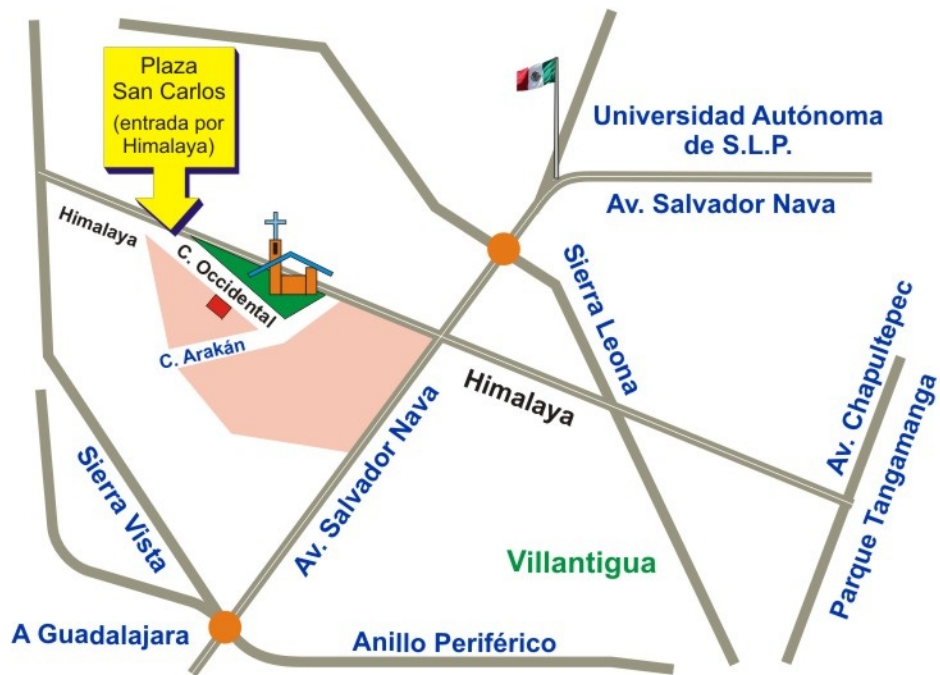 Plaza
San Carlos
(entrada por
Himalaya)
Universidad Autónoma
de S.L.P.
Av. Salvador Nava
Himalaya
C. Occidental
C. Arakán
Sierra Leona
Himalaya
Av. Chapultepec
Parque Tangamanga
Av. Salvador Nava
Sierra Vista
Villantigua
A Guadalajara
Anillo Periférico